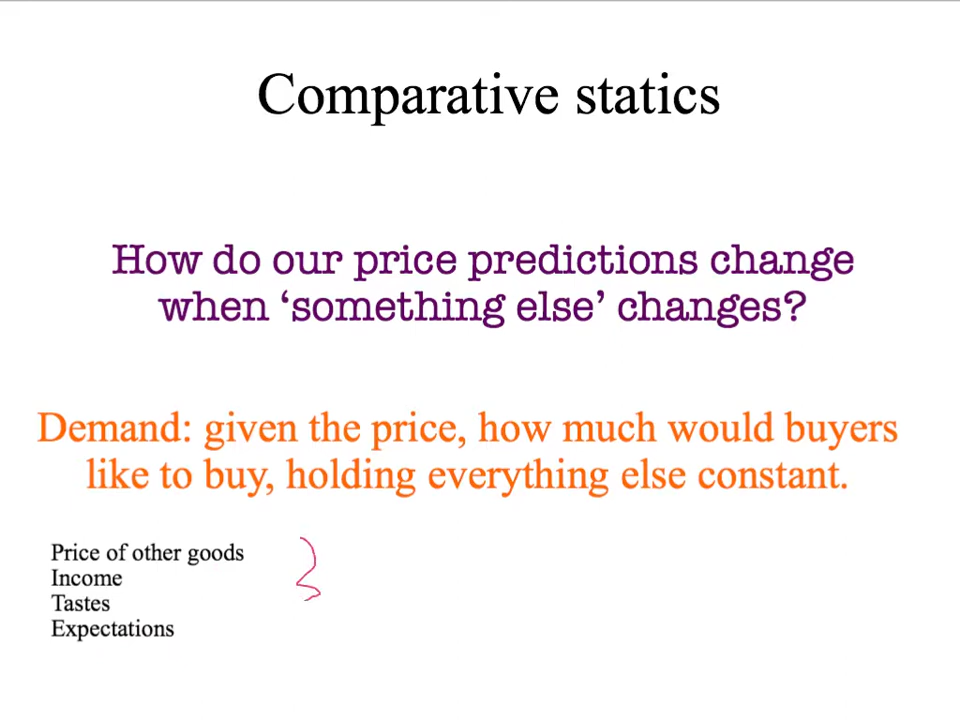 Comparative statics
How do our price predictions change
when ‘something else’ changes?
Demand: given the price, how much would buyers
like to buy, holding everything else constant.
Price of other goods
Income
Tastes
Expectations